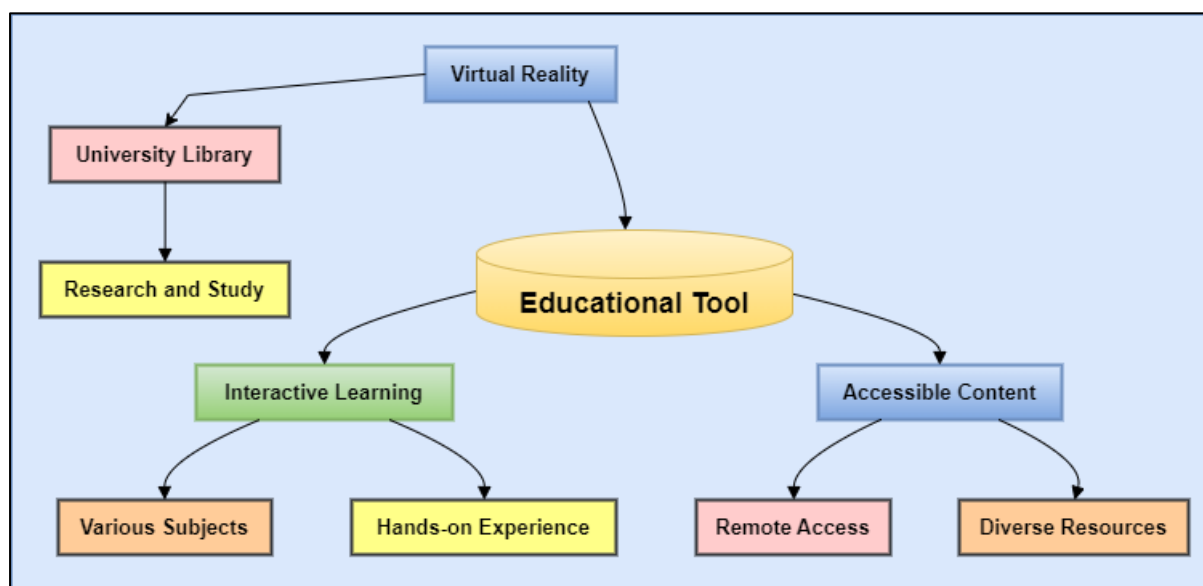 Virtual Reality
University Library
Research and Study
Educational Tool
Interactive Learning
Accessible Content
Various Subjects
Hands-on Experience
Remote Access
Diverse Resources